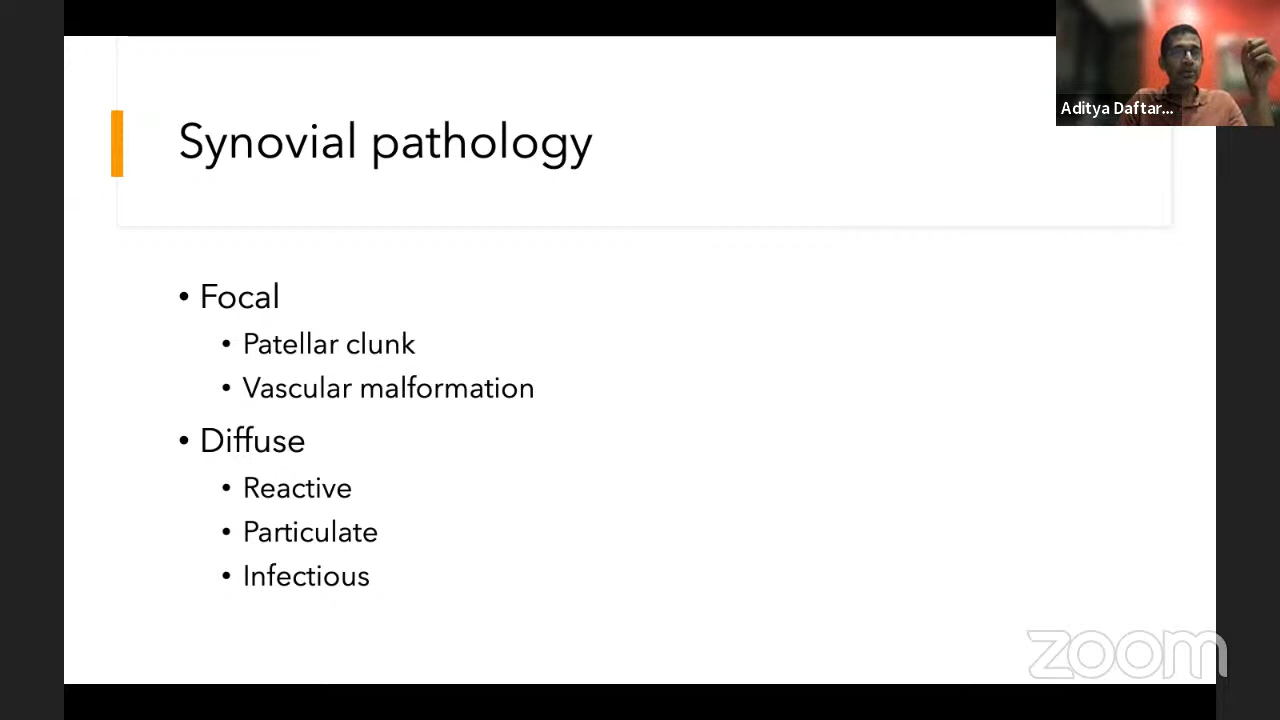 Aditya Daftar...
Synovial pathology
• Focal
• Patellar clunk
• Vascular malformation
• Diffuse
• Reactive
• Particulate
• Infectious
zoom